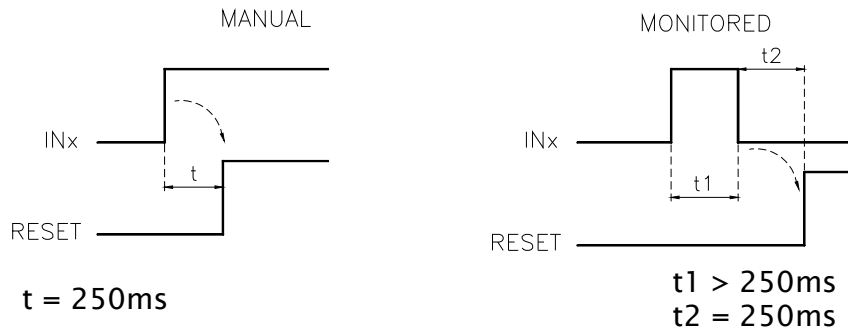 MANUAL
INx
t
RESET
t = 250ms
MONITORED
t2
INx
t1
RESET
t1 > 250ms
t2 = 250ms